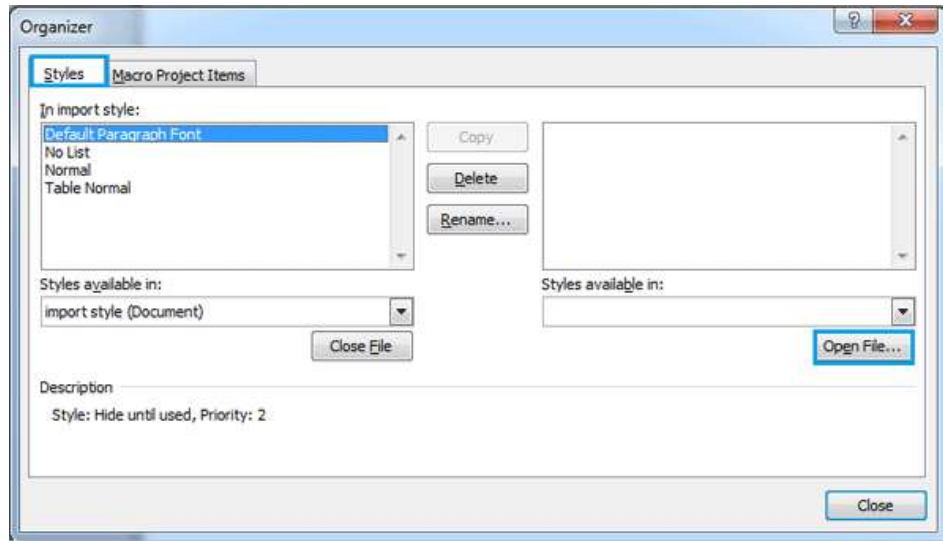 Organizer
Styles
Macro Project Items
In import style:
Default Paragraph Font
No List
Normal
Table Normal
Copy
Delete
Rename...
Styles available in:
import style (Document)
Close File
Styles available in:
Open File...
Description
Style: Hide until used, Priority: 2
Close